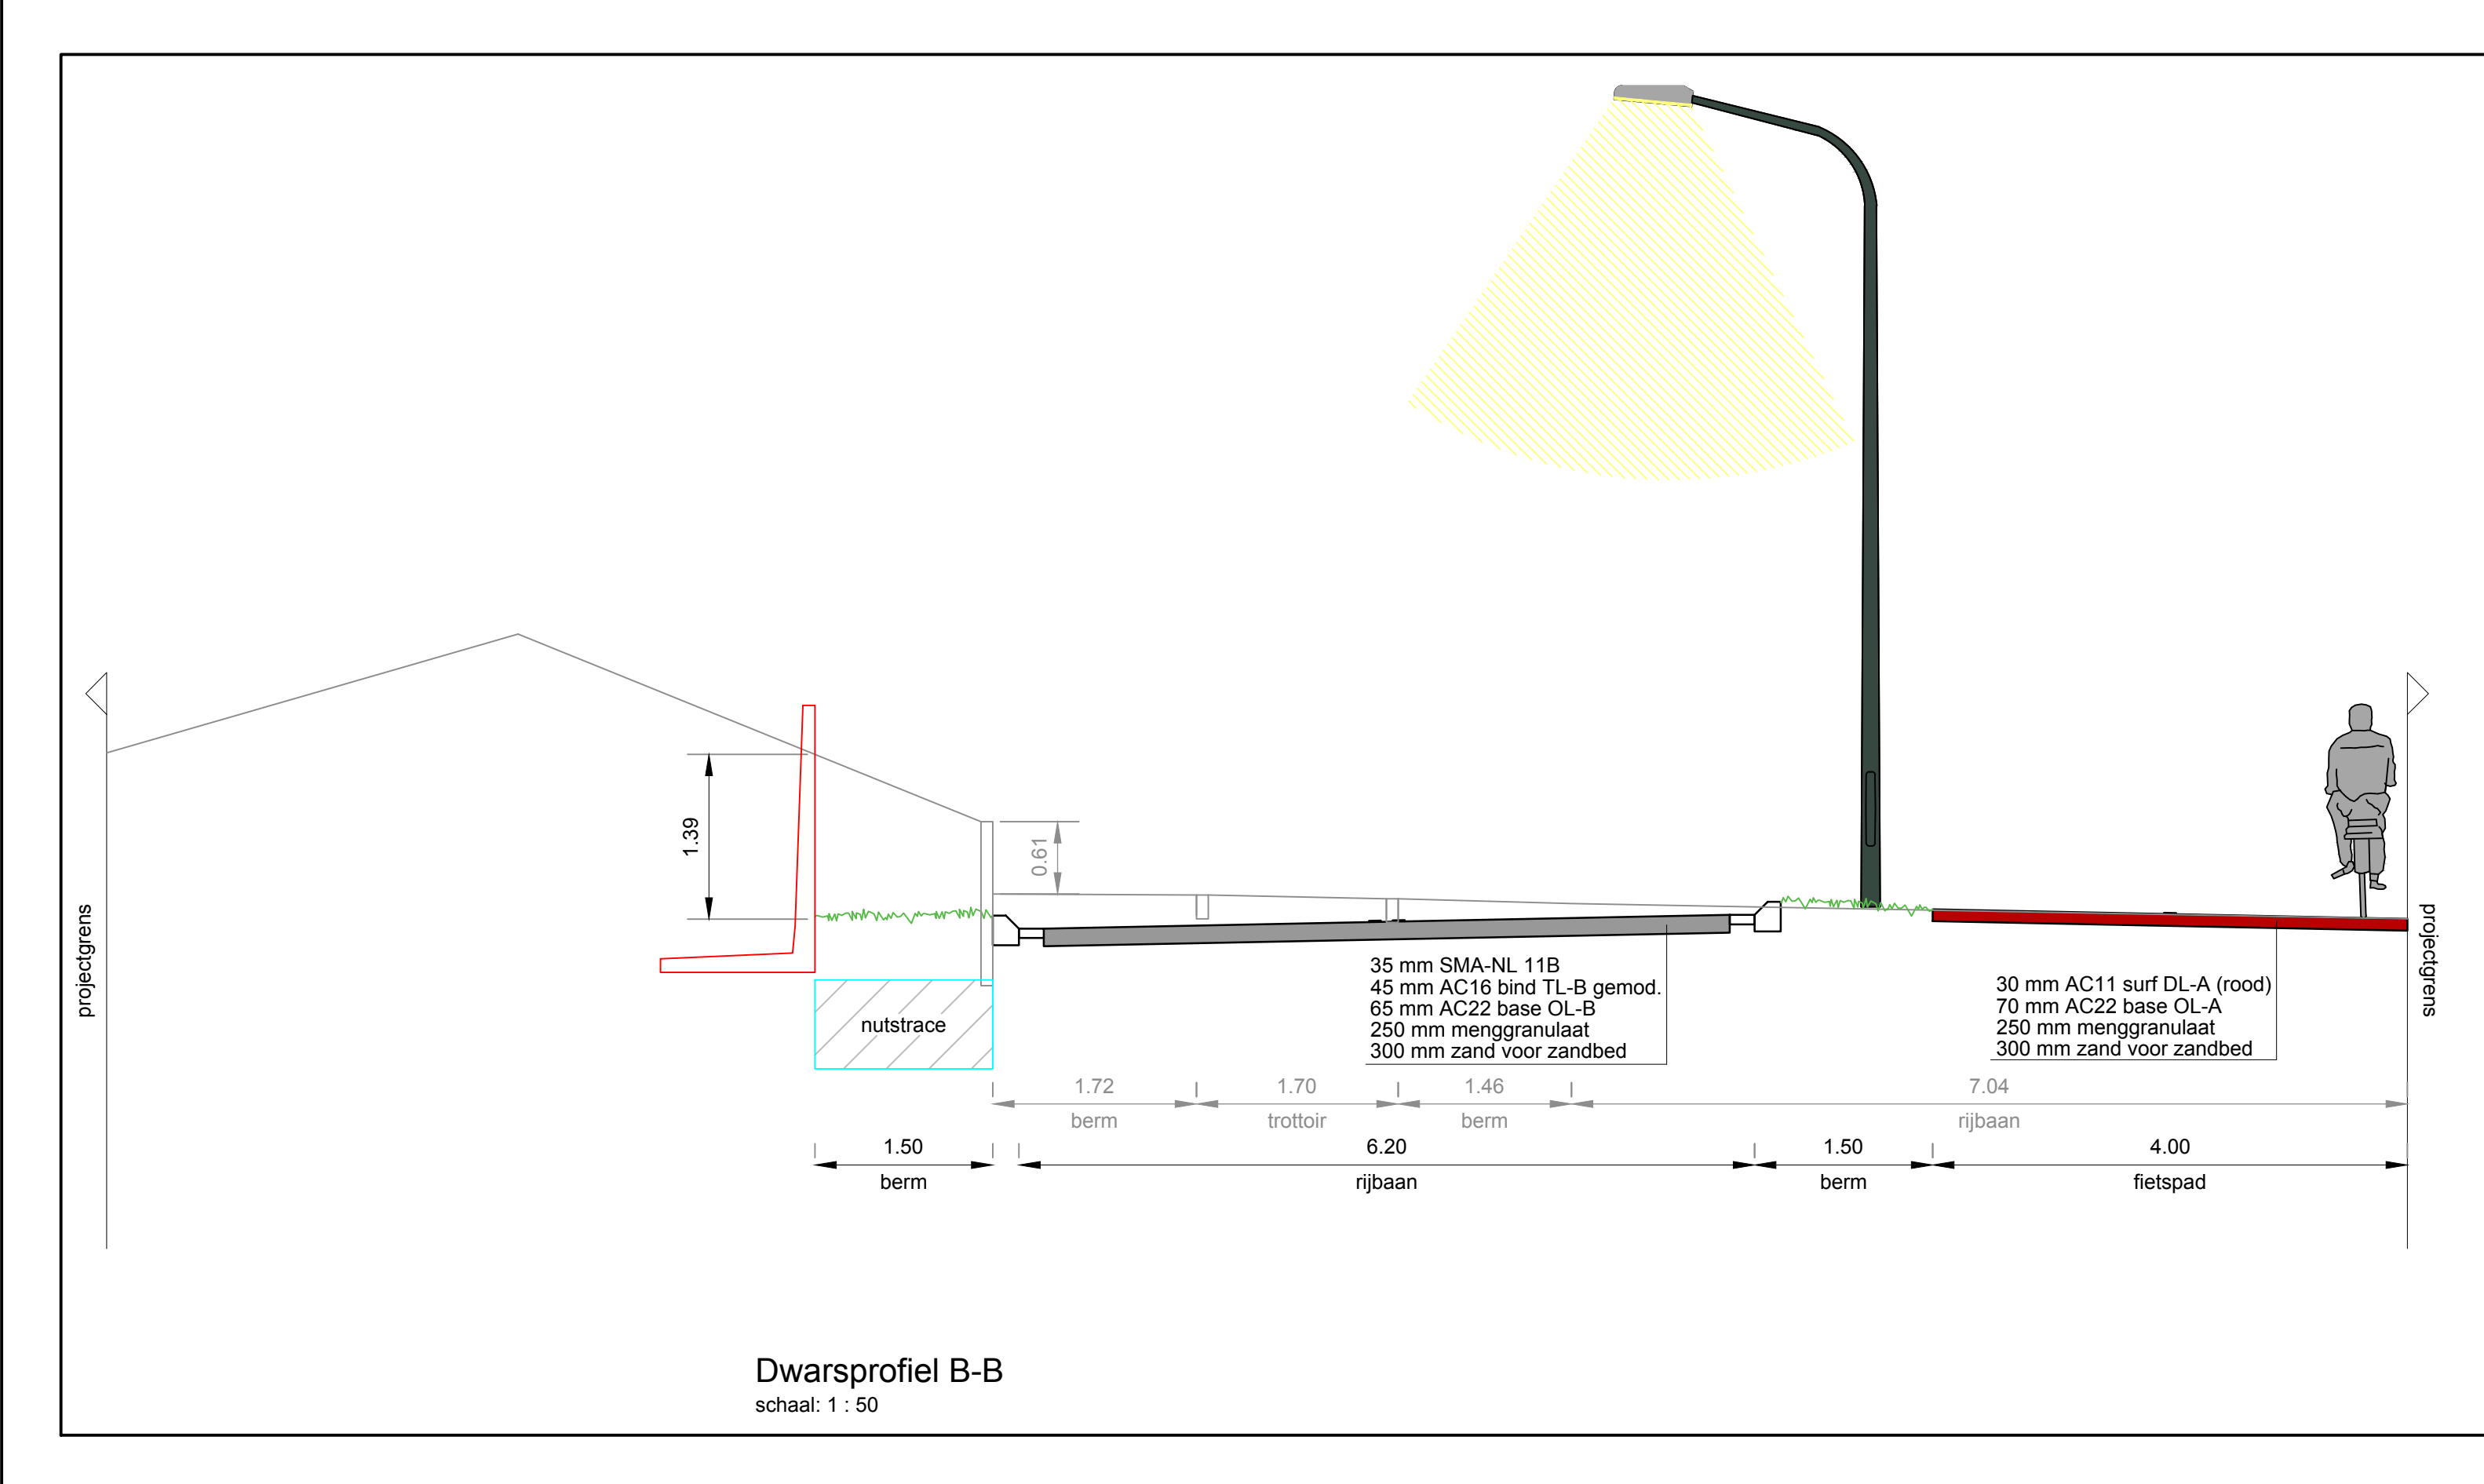 1.39
0.61
projectgrens
projectgrens
nutstrace
35 mm SMA-NL 11B
45 mm AC16 bind TL-B gemod.
65 mm AC22 base OL-B
250 mm menggranulaat
300 mm zand voor zandbed
30 mm AC11 surf DL-A (rood)
70 mm AC22 base OL-A
250 mm menggranulaat
300 mm zand voor zandbed
1.72 1.70 1.46 7.04
berm trottoir berm rijbaan
1.50 6.20 1.50 4.00
berm rijbaan berm fietspad
Dwarsprofiel B-B
schaal: 1 : 50